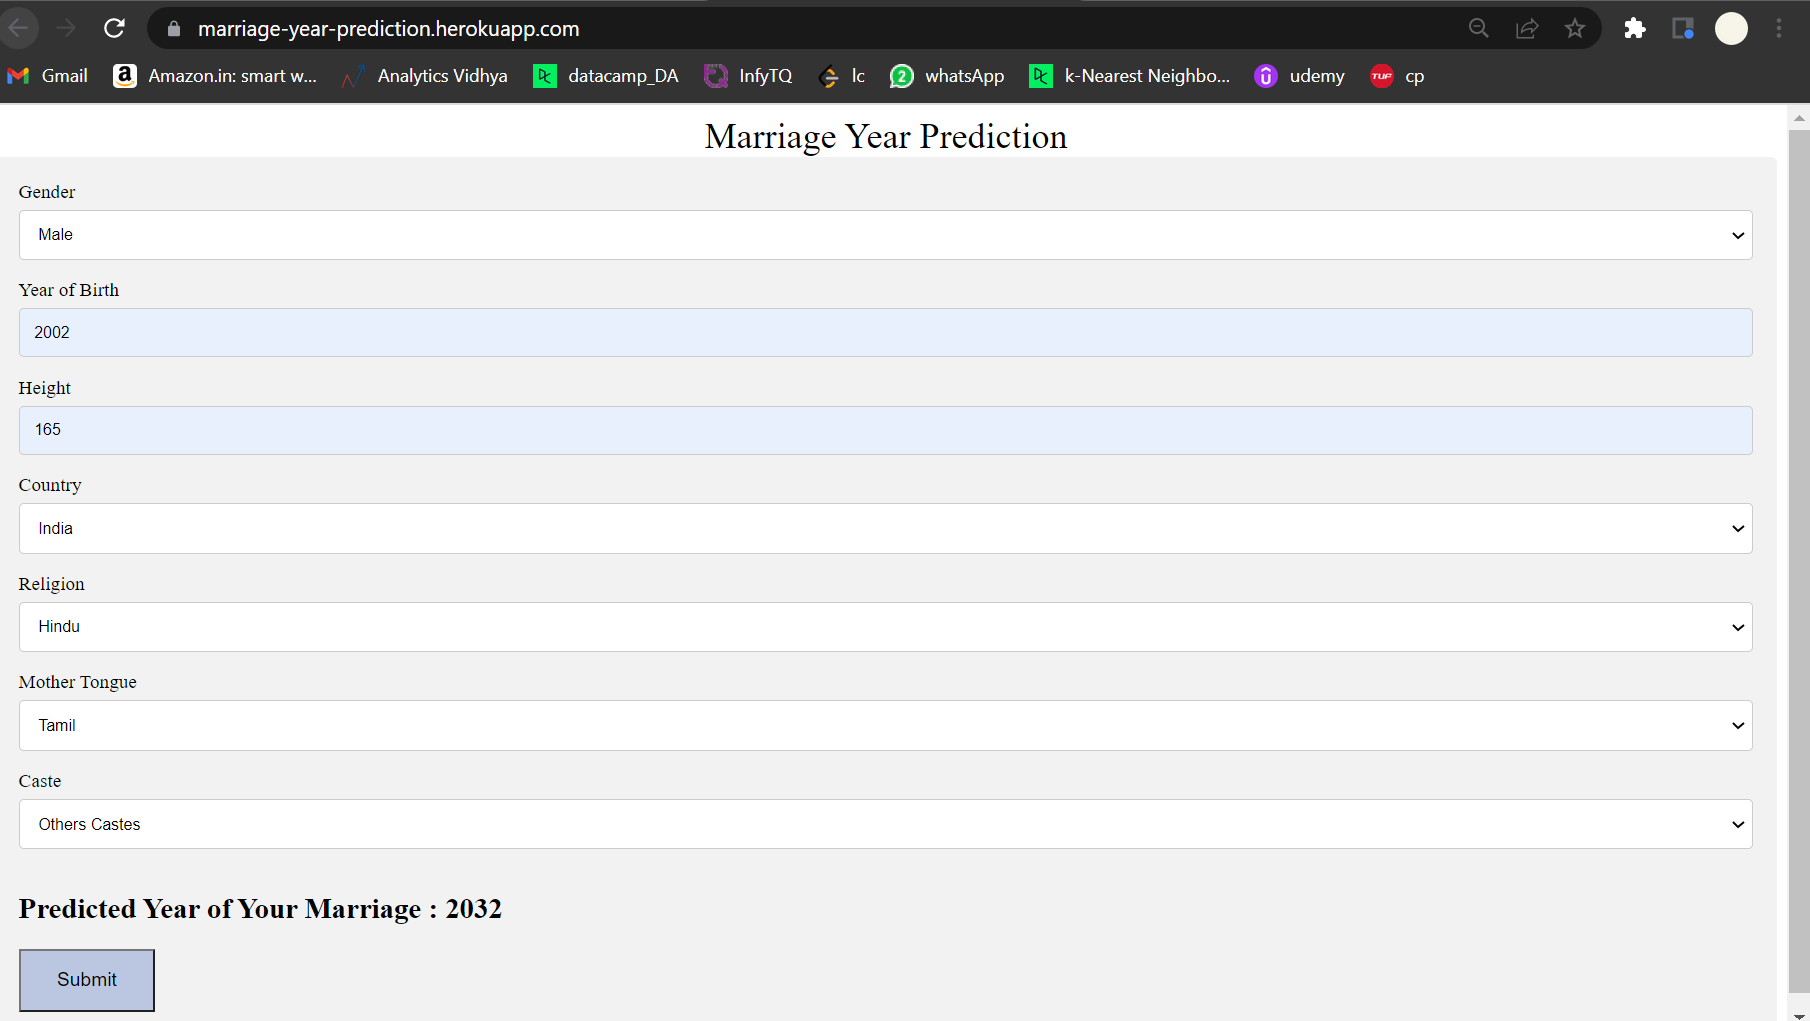 marriage-year-prediction.herokuapp.com
Gmail a Amazon.in: smart w... Analytics Vidhya datacamp_DA InfyTQ lc 2 whatsApp k-Nearest Neighbo... udemy TUF cp
Marriage Year Prediction
Gender
Male
Year of Birth
2002
Height
165
Country
India
Religion
Hindu
Mother Tongue
Tamil
Caste
Others Castes
Predicted Year of Your Marriage : 2032
Submit